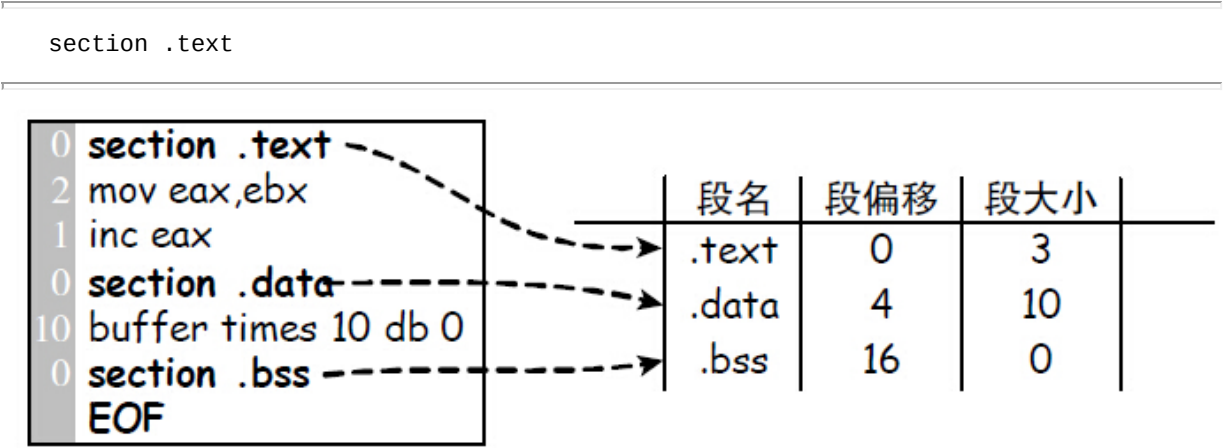 section .text
0 section .text
2 mov eax,ebx
1 inc eax
0 section .data
10 buffer times 10 db 0
0 section .bss
EOF
段名 段偏移 段大小
.text 0 3
.data 4 10
.bss 16 0